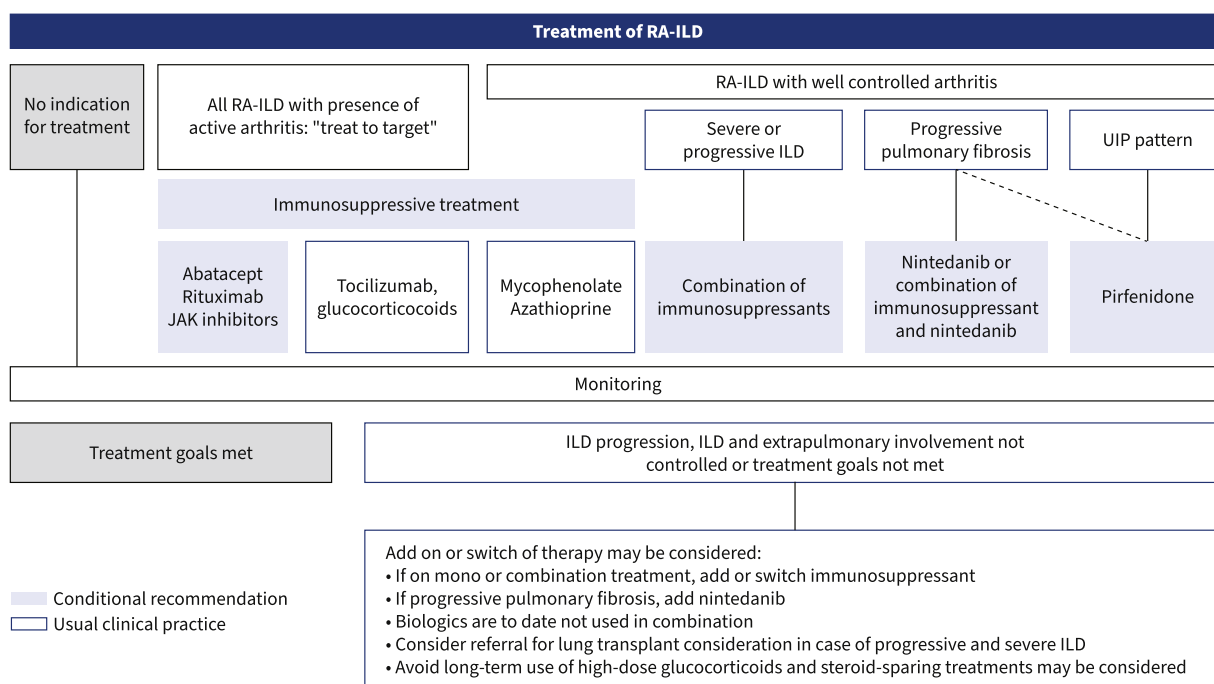 Treatment of RA-ILD
No indication
for treatment
All RA-ILD with presence of
active arthritis: "treat to target"
RA-ILD with well controlled arthritis
Severe or
progressive ILD
Progressive
pulmonary fibrosis
UIP pattern
Immunosuppressive treatment
Abatacept
Rituximab
JAK inhibitors
Tocilizumab,
glucocorticocoids
Mycophenolate
Azathioprine
Combination of
immunosuppressants
Nintedanib or
combination of
immunosuppressant
and nintedanib
Pirfenidone
Monitoring
Treatment goals met
ILD progression, ILD and extrapulmonary involvement not
controlled or treatment goals not met
Add on or switch of therapy may be considered:
• If on mono or combination treatment, add or switch immunosuppressant
• If progressive pulmonary fibrosis, add nintedanib
• Biologics are to date not used in combination
• Consider referral for lung transplant consideration in case of progressive and severe ILD
• Avoid long-term use of high-dose glucocorticoids and steroid-sparing treatments may be considered
Conditional recommendation
Usual clinical practice